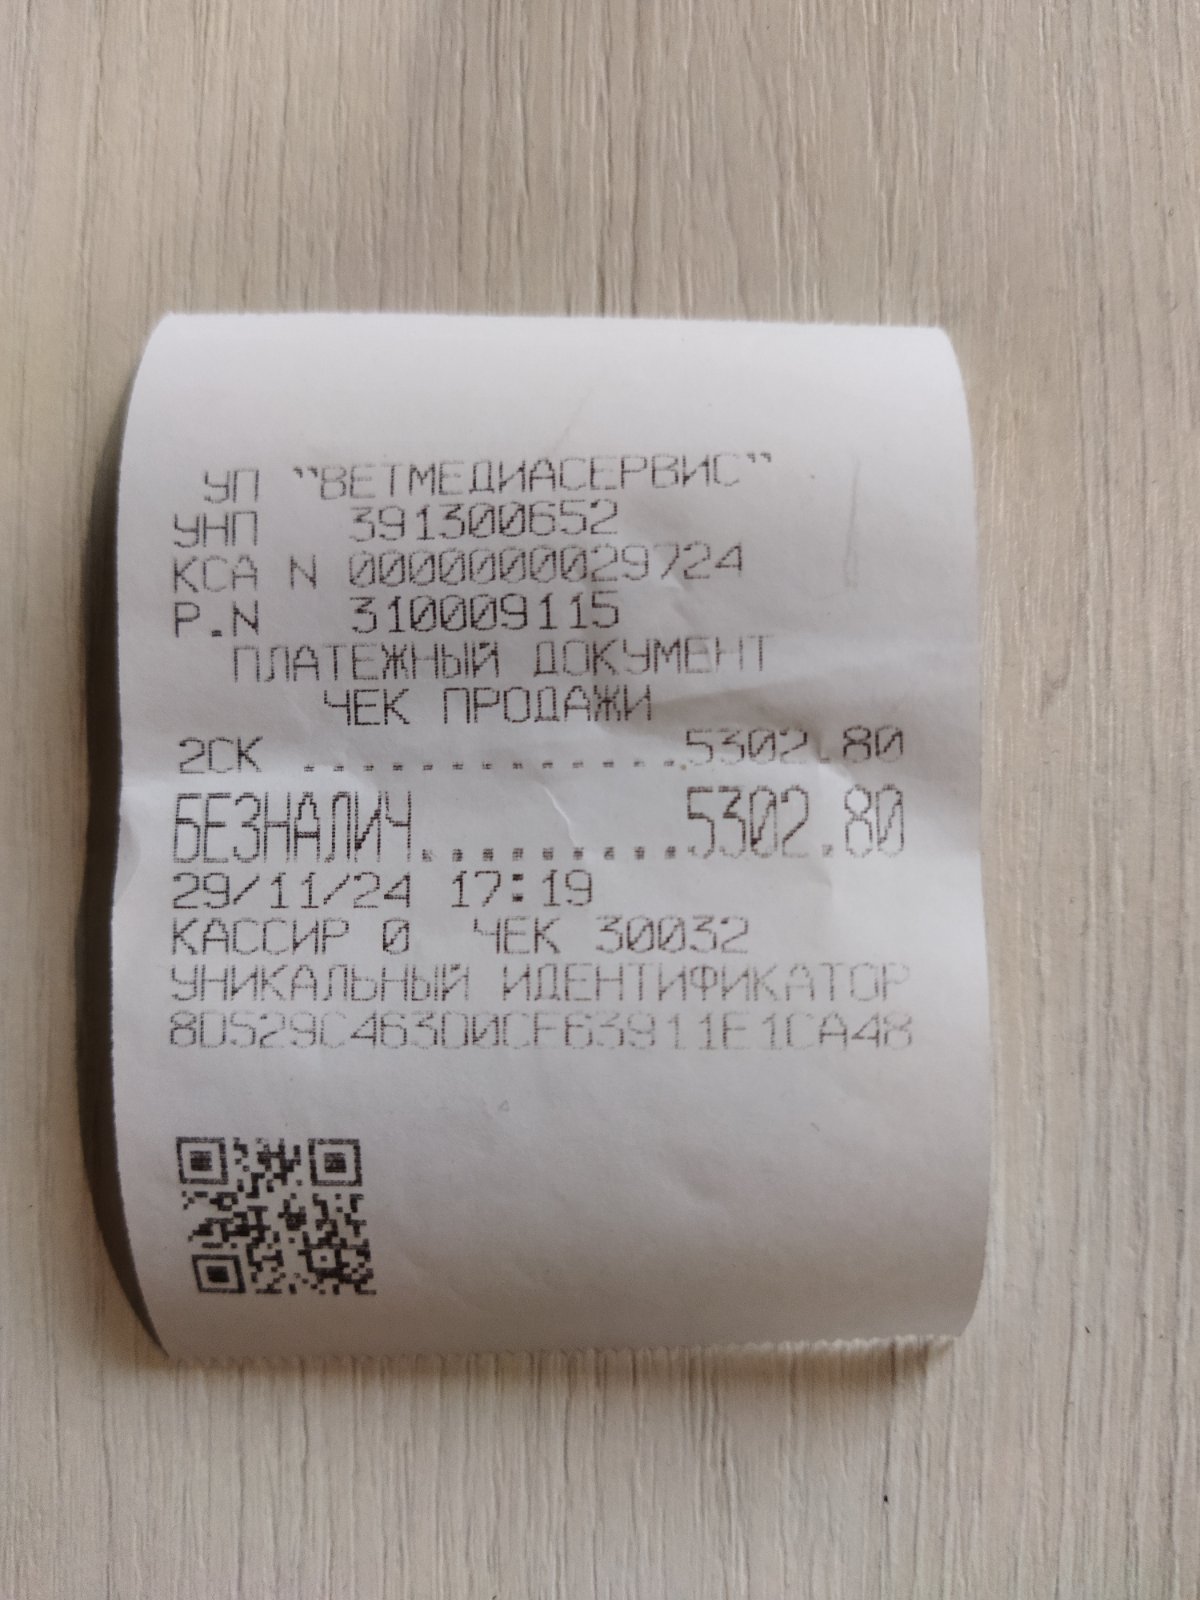 УП "ВЕТМЕДИАСЕРВИС"
УНП 391300652
КСА N 0000000029724
Р.N 310009115
ПЛАТЕЖНЫЙ ДОКУМЕНТ
ЧЕК ПРОДАЖИ
2СК .............5302.80
БЕЗНАЛИЧ.........5302.80
29/11/24 17:19
КАССИР 0 ЧЕК 30032
УНИКАЛЬНЫЙ ИДЕНТИФИКАТОР
8D529C463D0CF63911E1CA48